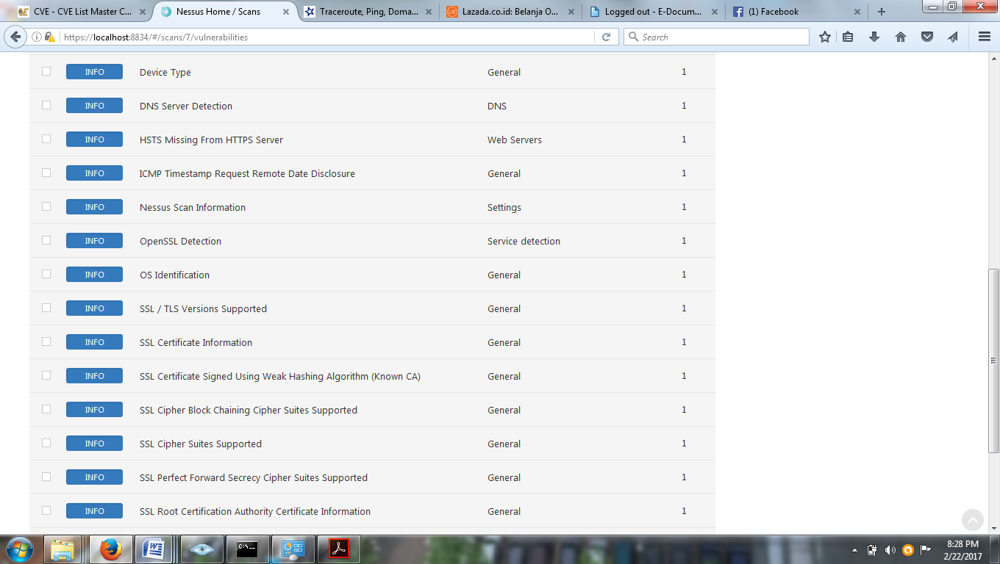 CVE - CVE List Master C...
Nessus Home / Scans
Traceroute, Ping, Doma...
Lazada.co.id: Belanja O...
Logged out - E-Docum...
(1) Facebook
https://localhost:8834/#/scans/7/vulnerabilities
Search
INFO Device Type General 1
INFO DNS Server Detection DNS 1
INFO HSTS Missing From HTTPS Server Web Servers 1
INFO ICMP Timestamp Request Remote Date Disclosure General 1
INFO Nessus Scan Information Settings 1
INFO OpenSSL Detection Service detection 1
INFO OS Identification General 1
INFO SSL / TLS Versions Supported General 1
INFO SSL Certificate Information General 1
INFO SSL Certificate Signed Using Weak Hashing Algorithm (Known CA) General 1
INFO SSL Cipher Block Chaining Cipher Suites Supported General 1
INFO SSL Cipher Suites Supported General 1
INFO SSL Perfect Forward Secrecy Cipher Suites Supported General 1
INFO SSL Root Certification Authority Certificate Information General 1
8:28 PM
2/22/2017